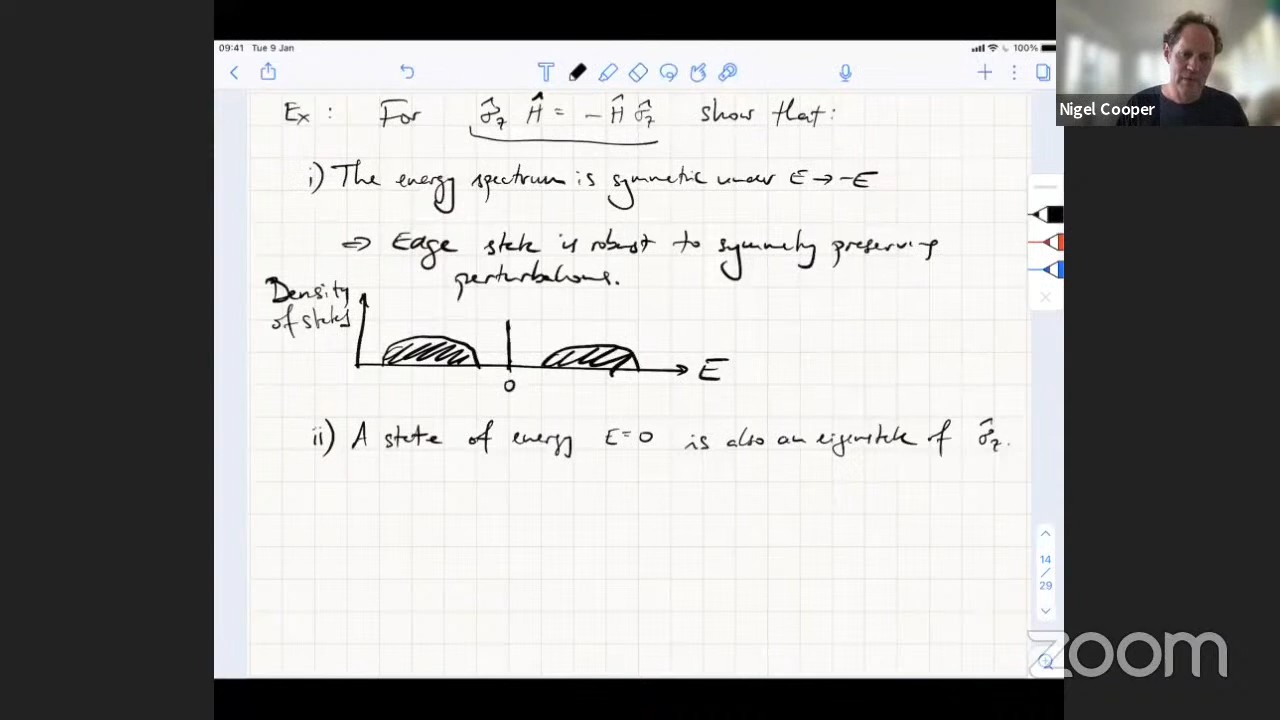 09:41 Tue 9 Jan
100%
Nigel Cooper
Ex : For σ̂z Ĥ = - Ĥ σ̂z show that:
i) The energy spectrum is symmetric under E → -E
⇒ Edge state is robust to symmetry preserving
perturbations.
Density
of states
E
0
ii) A state of energy E=0 is also an eigenstate of σ̂z.
14
/
29
zoom